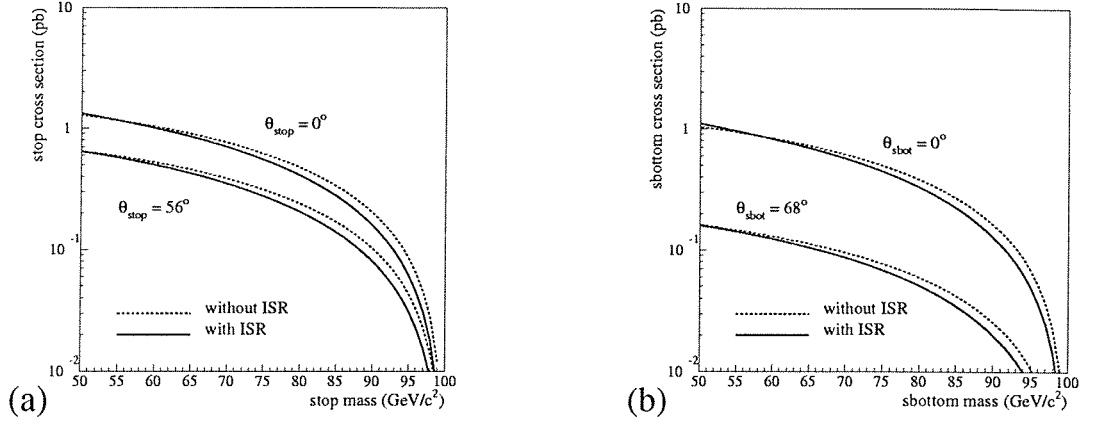 stop cross section (pb)
10
1
10⁻¹
10⁻²
θstop = 0°
θstop = 56°
without ISR
with ISR
50 55 60 65 70 75 80 85 90 95 100
stop mass (GeV/c²)
(a)
sbottom cross section (pb)
10
1
10⁻¹
10⁻²
θsbot = 0°
θsbot = 68°
without ISR
with ISR
50 55 60 65 70 75 80 85 90 95 100
sbottom mass (GeV/c²)
(b)